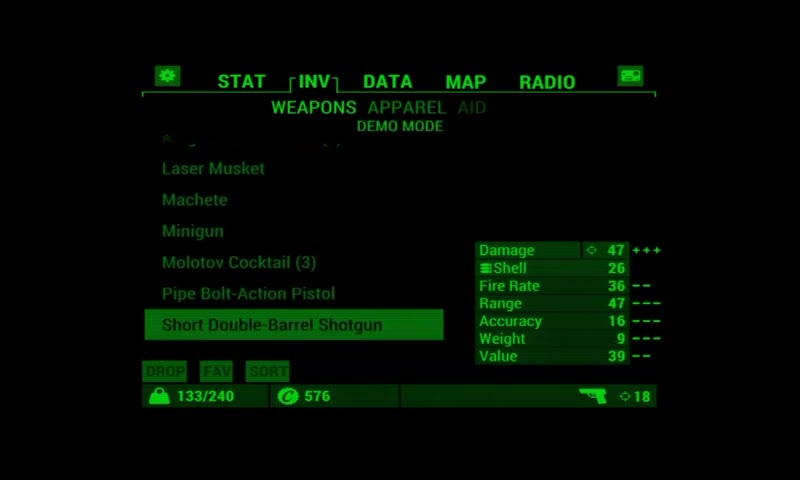 STAT INV DATA MAP RADIO
WEAPONS APPAREL AID
DEMO MODE
Laser Musket
Machete
Minigun
Molotov Cocktail (3)
Pipe Bolt-Action Pistol
Short Double-Barrel Shotgun
Damage 47 +++
Shell 26
Fire Rate 36 --
Range 47 ---
Accuracy 16 ---
Weight 9 ---
Value 39 --
DROP FAV SORT
133/240 576 18